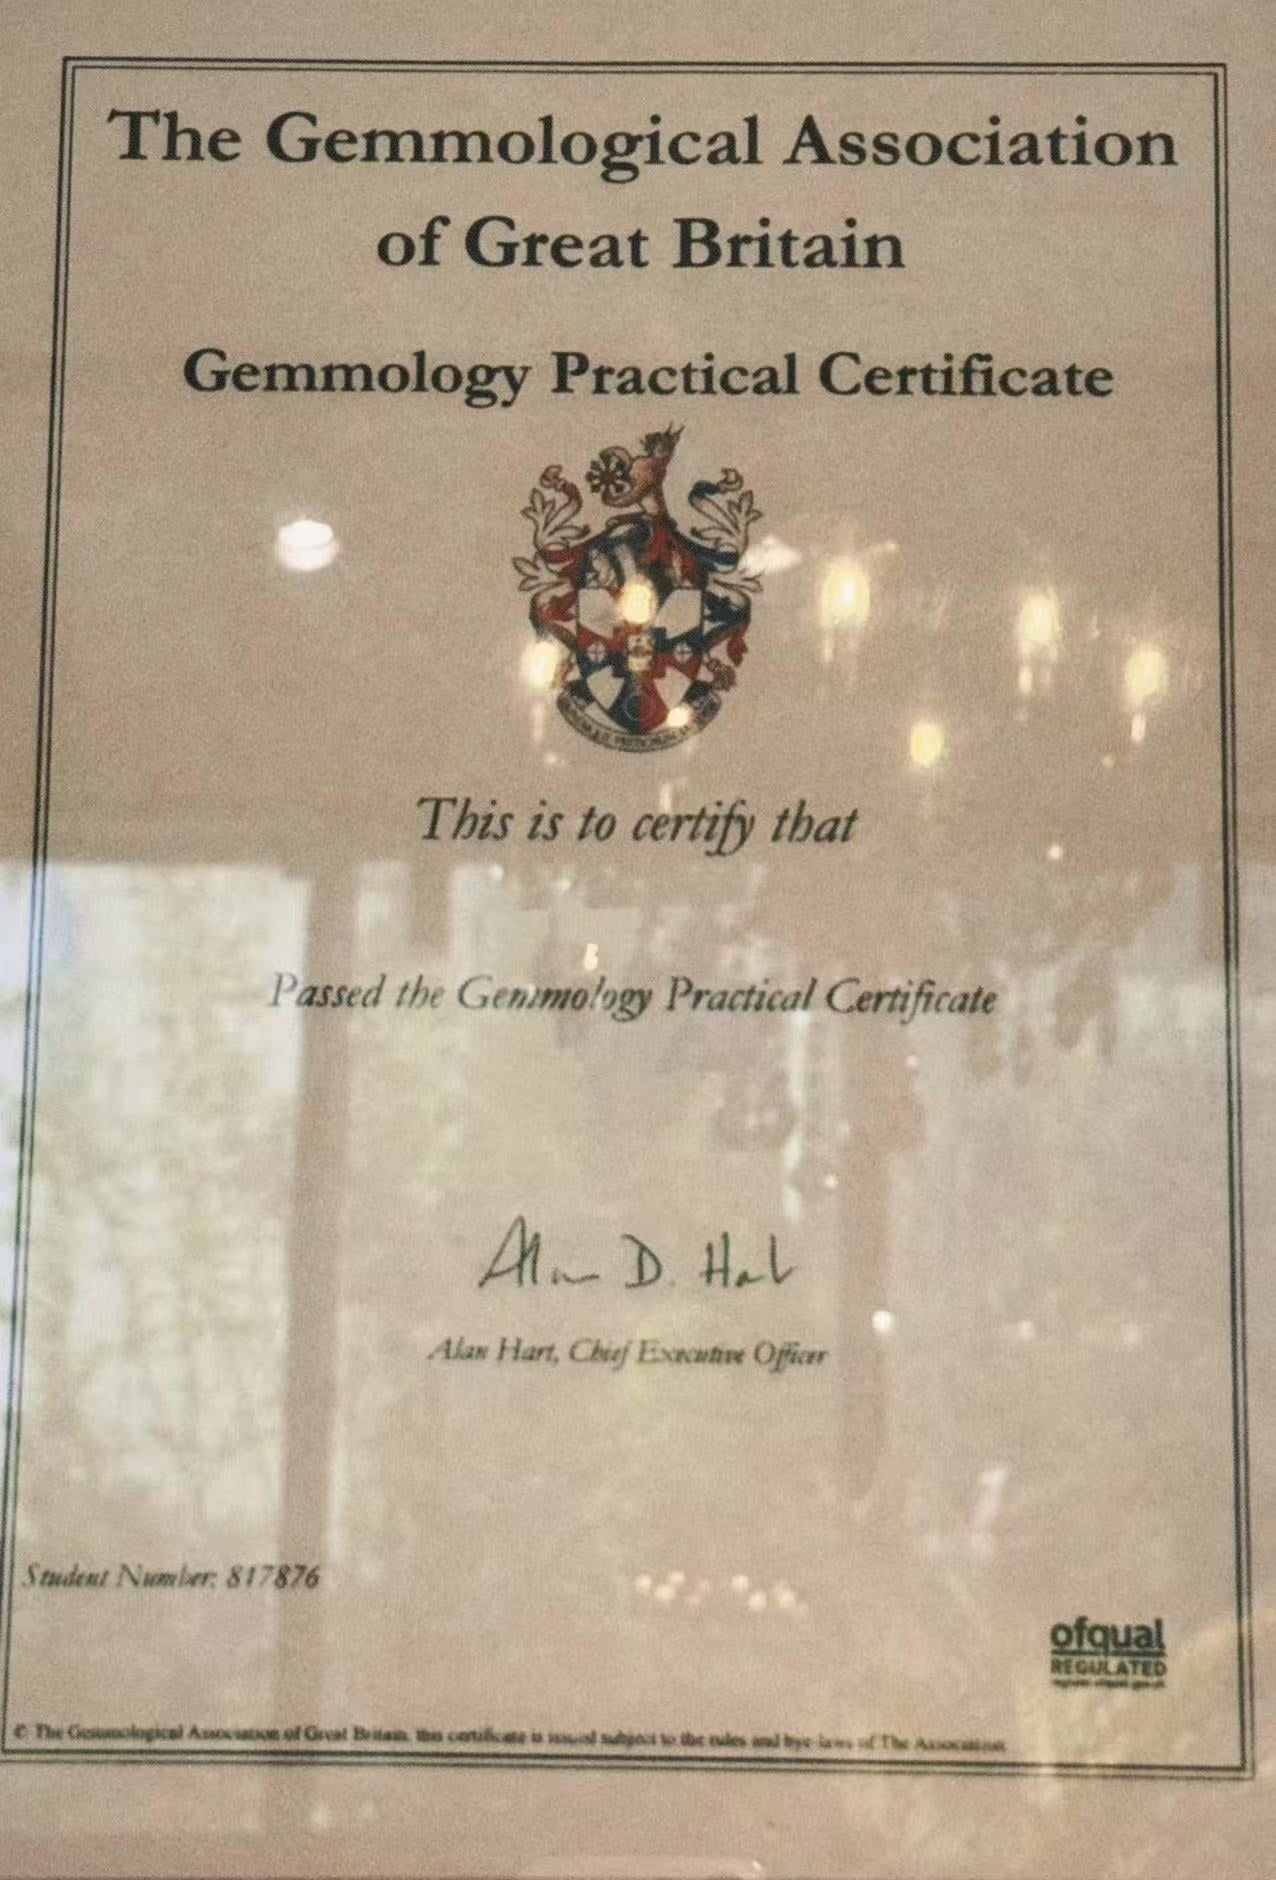 The Gemmological Association
of Great Britain
Gemmology Practical Certificate
This is to certify that
Passed the Gemmology Practical Certificate
Alan D. Hart
Alan Hart, Chief Executive Officer
Student Number: 817876
ofqual
REGULATED
© The Gemmological Association of Great Britain, this certificate is issued subject to the rules and bye-laws of The Association